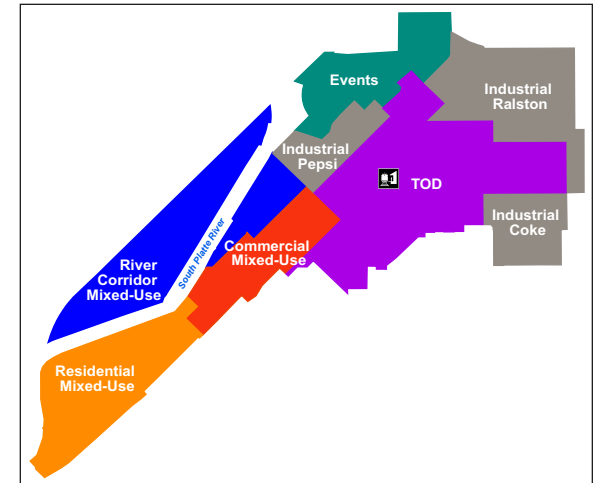 Events
Industrial
Ralston
Industrial
Pepsi
TOD
Industrial
Coke
Commercial
Mixed-Use
South Platte River
River
Corridor
Mixed-Use
Residential
Mixed-Use